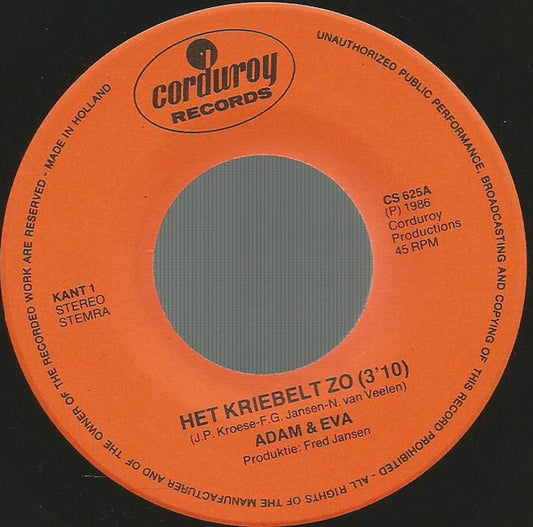 corduroy
RECORDS
UNAUTHORIZED PUBLIC PERFORMANCE, BROADCASTING AND COPYING OF THIS RECORD PROHIBITED - ALL RIGHTS OF THE MANUFACTURER AND OF THE OWNER OF THE RECORDED WORK ARE RESERVED - MADE IN HOLLAND
CS 625A
(P) 1986
Corduroy
Productions
45 RPM
KANT 1
STEREO
STEMRA
HET KRIEBELT ZO (3'10)
(J.P. Kroese-F.G. Jansen-N. van Veelen)
ADAM & EVA
Produktie: Fred Jansen